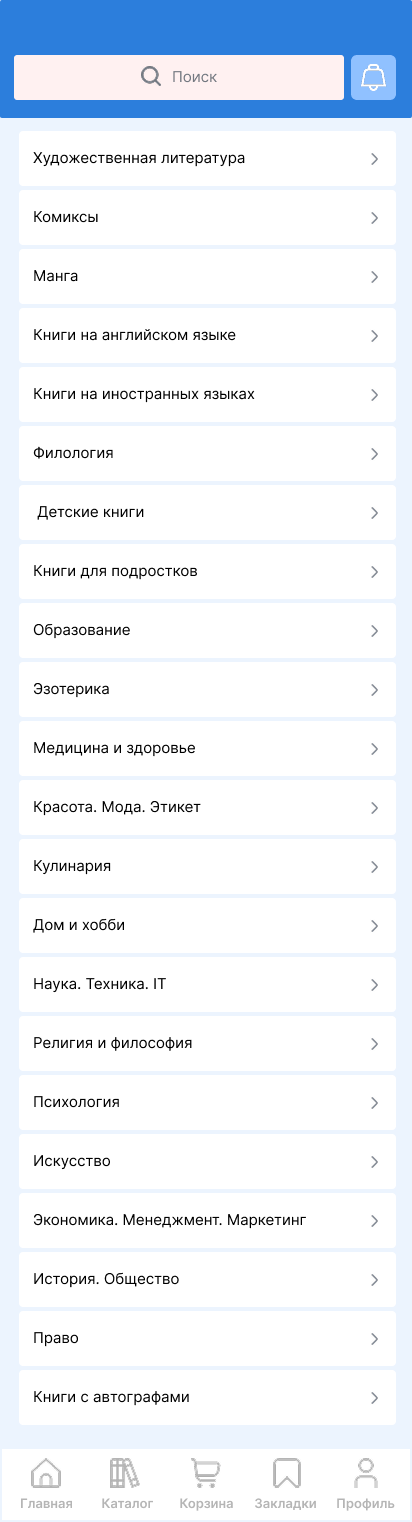 Поиск
Художественная литература
Комиксы
Манга
Книги на английском языке
Книги на иностранных языках
Филология
Детские книги
Книги для подростков
Образование
Эзотерика
Медицина и здоровье
Красота. Мода. Этикет
Кулинария
Дом и хобби
Наука. Техника. IT
Религия и философия
Психология
Искусство
Экономика. Менеджмент. Маркетинг
История. Общество
Право
Книги с автографами
Главная Каталог Корзина Закладки Профиль